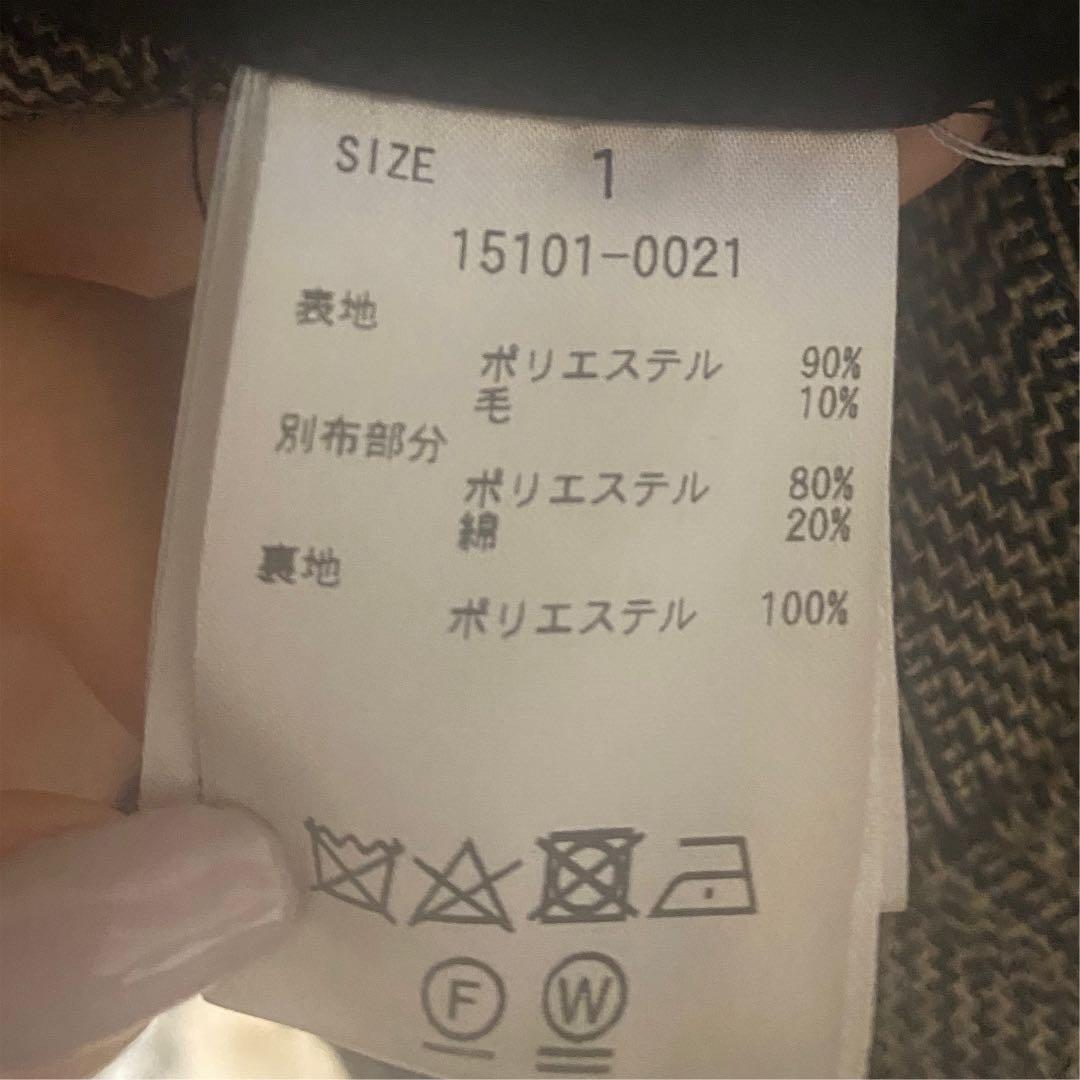 SIZE 1
15101-0021
表地
ポリエステル 90%
毛 10%
別布部分
ポリエステル 80%
綿 20%
裏地
ポリエステル 100%
F W